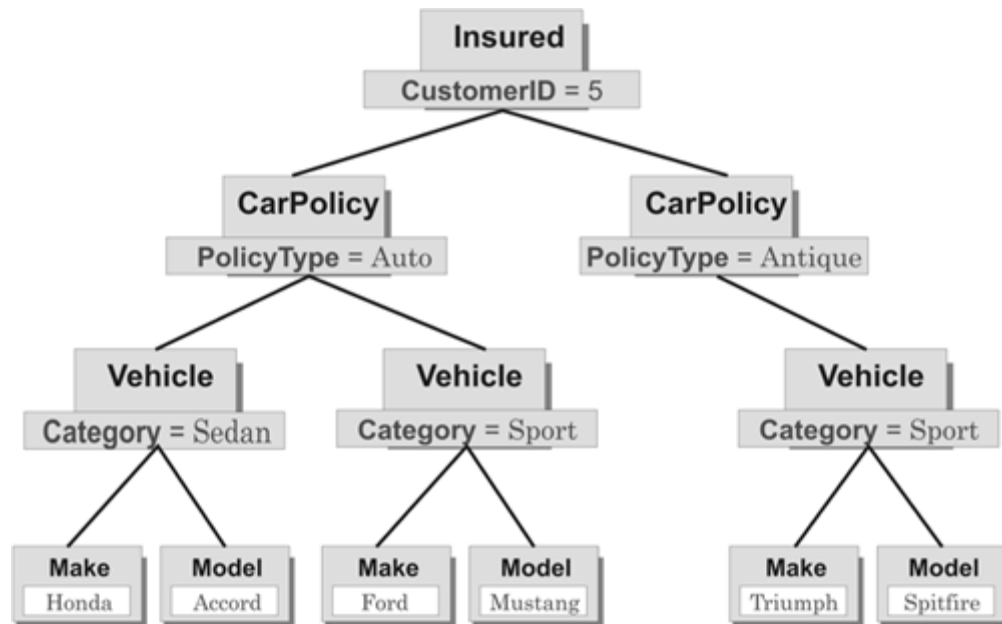 Insured
CustomerID = 5
CarPolicy CarPolicy
PolicyType = Auto PolicyType = Antique
Vehicle Vehicle Vehicle
Category = Sedan Category = Sport Category = Sport
Make Model Make Model Make Model
Honda Accord Ford Mustang Triumph Spitfire